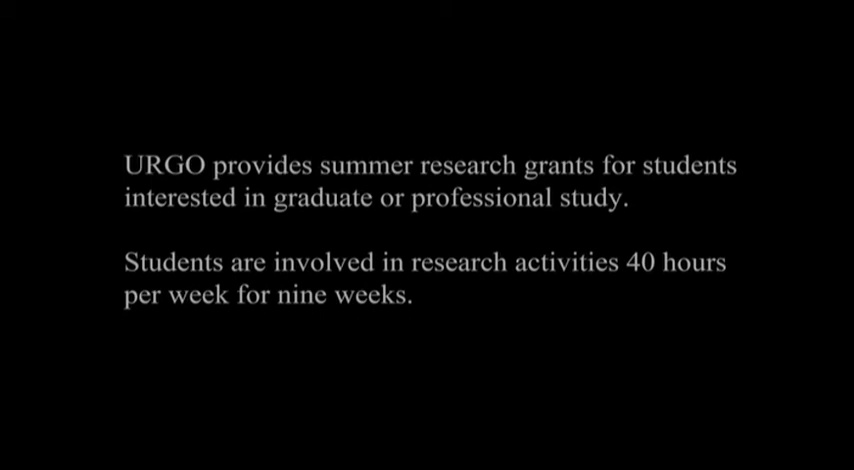 URGO provides summer research grants for students
interested in graduate or professional study.
Students are involved in research activities 40 hours
per week for nine weeks.